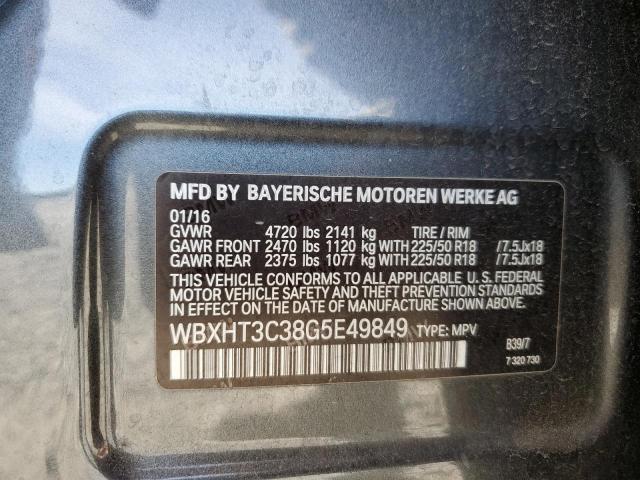 MFD BY BAYERISCHE MOTOREN WERKE AG
01/16
GVWR 4720 lbs 2141 kg TIRE / RIM
GAWR FRONT 2470 lbs 1120 kg WITH 225/50 R18 /7.5Jx18
GAWR REAR 2375 lbs 1077 kg WITH 225/50 R18 /7.5Jx18
THIS VEHICLE CONFORMS TO ALL APPLICABLE U. S. FEDERAL
MOTOR VEHICLE SAFETY AND THEFT PREVENTION STANDARDS
IN EFFECT ON THE DATE OF MANUFACTURE SHOWN ABOVE.
WBXHT3C38G5E49849 TYPE: MPV
B39/7
7 320 730